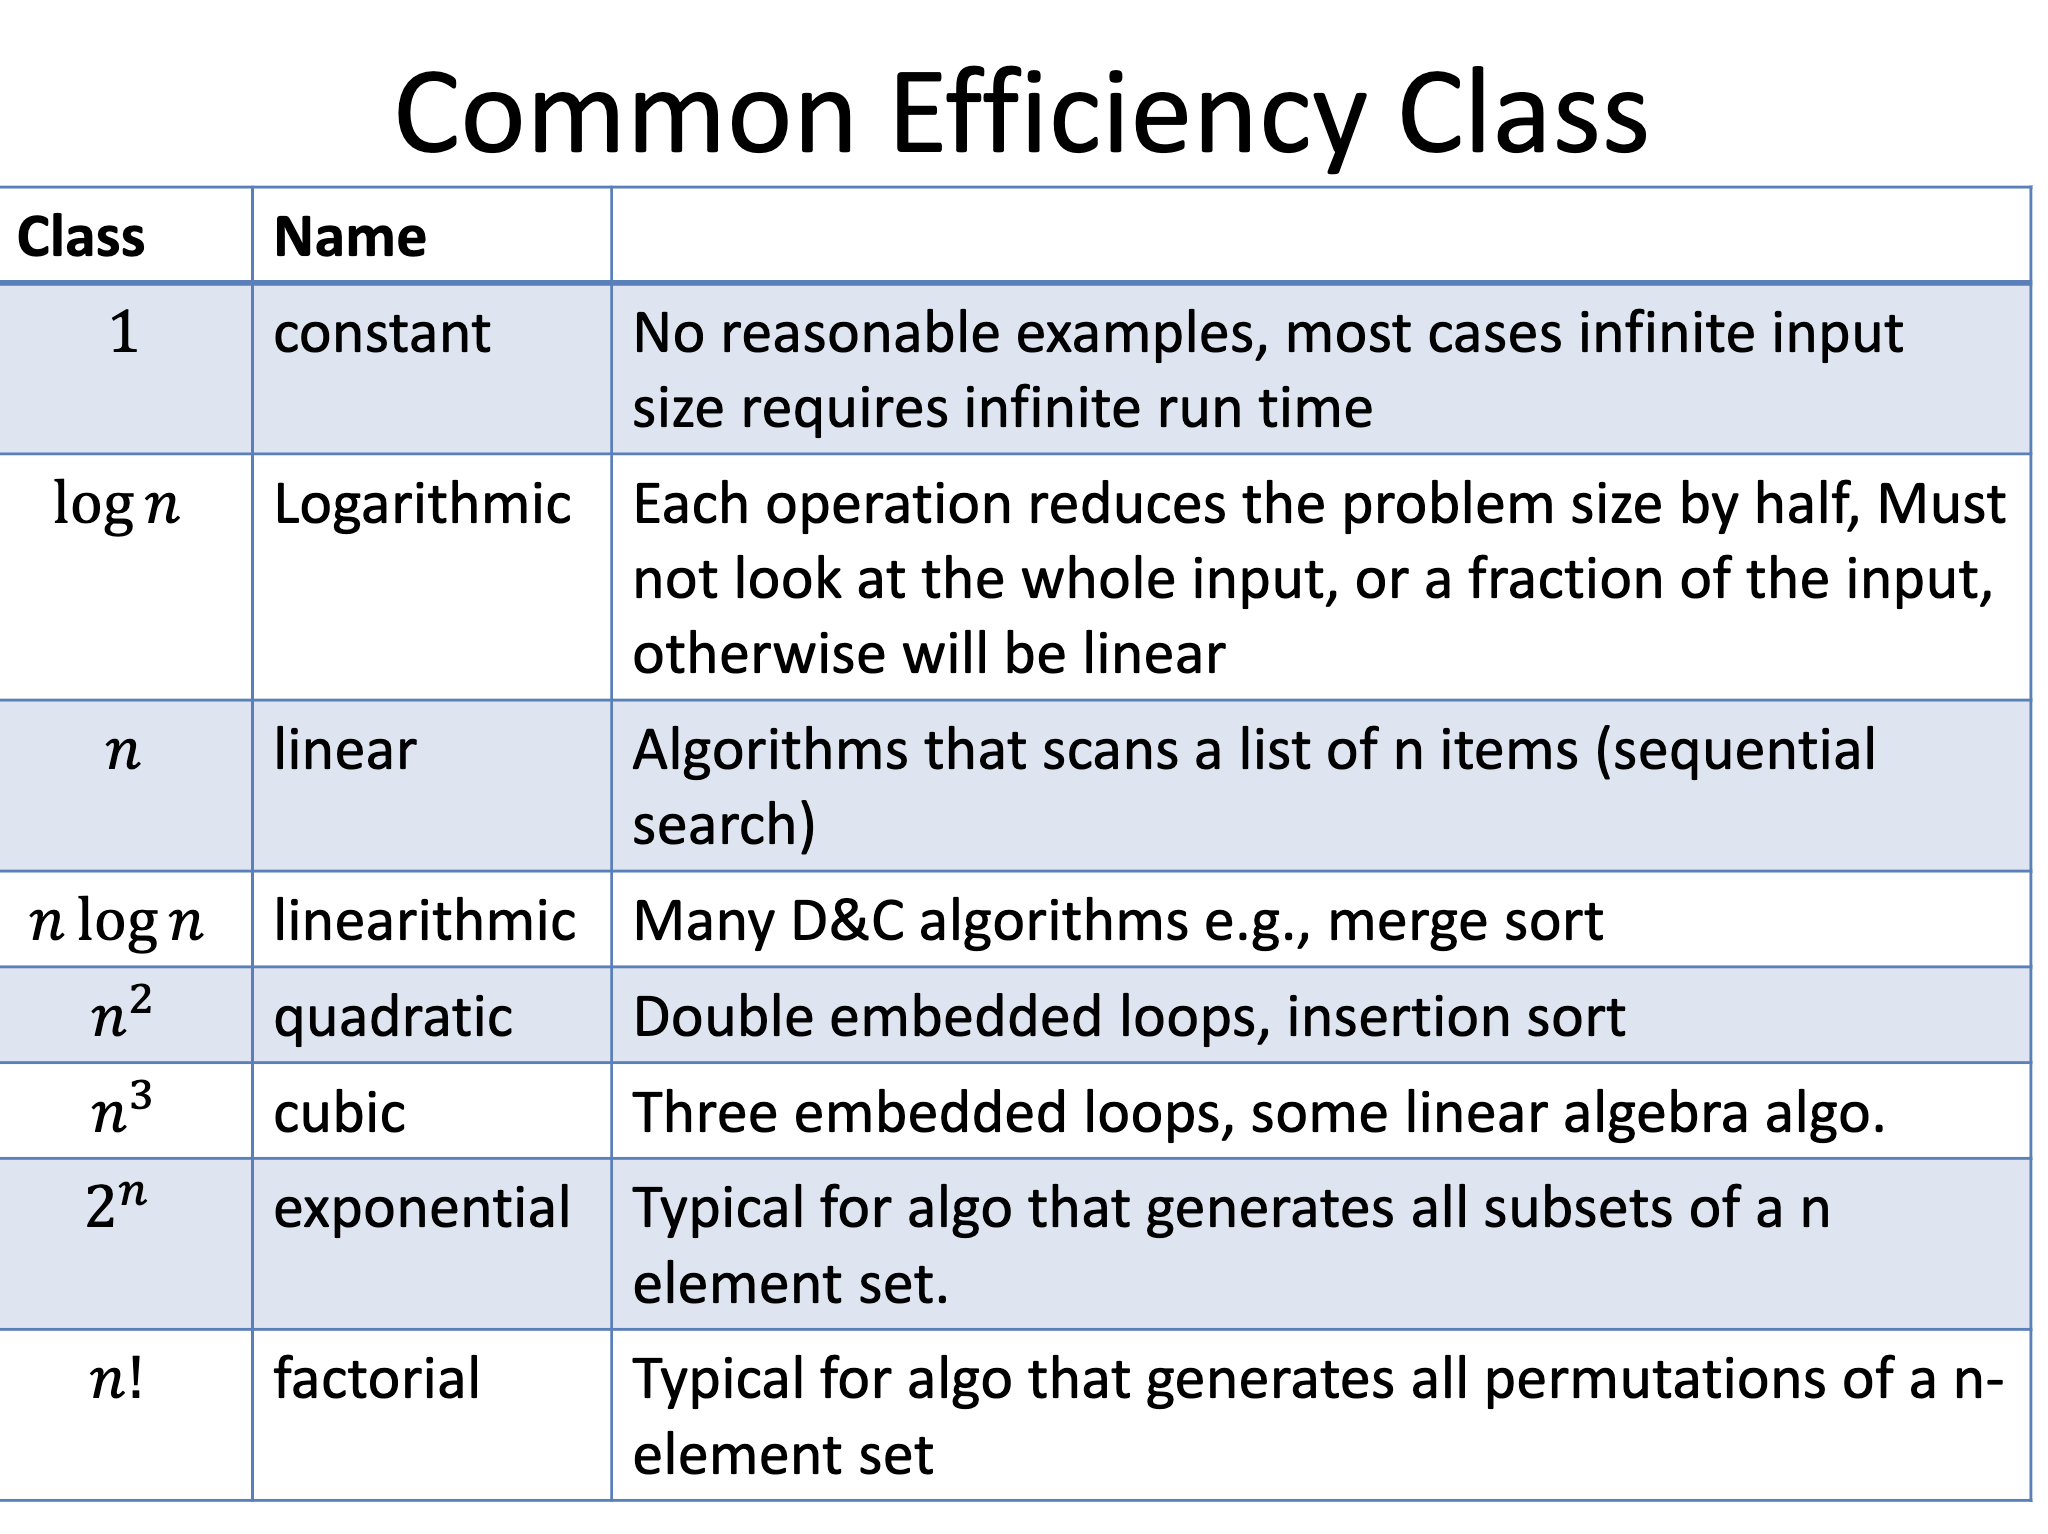 Common Efficiency Class
Class
Name
1
constant
No reasonable examples, most cases infinite input
size requires infinite run time
log n
Logarithmic
Each operation reduces the problem size by half, Must
not look at the whole input, or a fraction of the input,
otherwise will be linear
n
linear
Algorithms that scans a list of n items (sequential
search)
n log n
linearithmic
Many D&C algorithms e.g., merge sort
n²
quadratic
Double embedded loops, insertion sort
n³
cubic
Three embedded loops, some linear algebra algo.
2ⁿ
exponential
Typical for algo that generates all subsets of a n
element set.
n!
factorial
Typical for algo that generates all permutations of a n-
element set